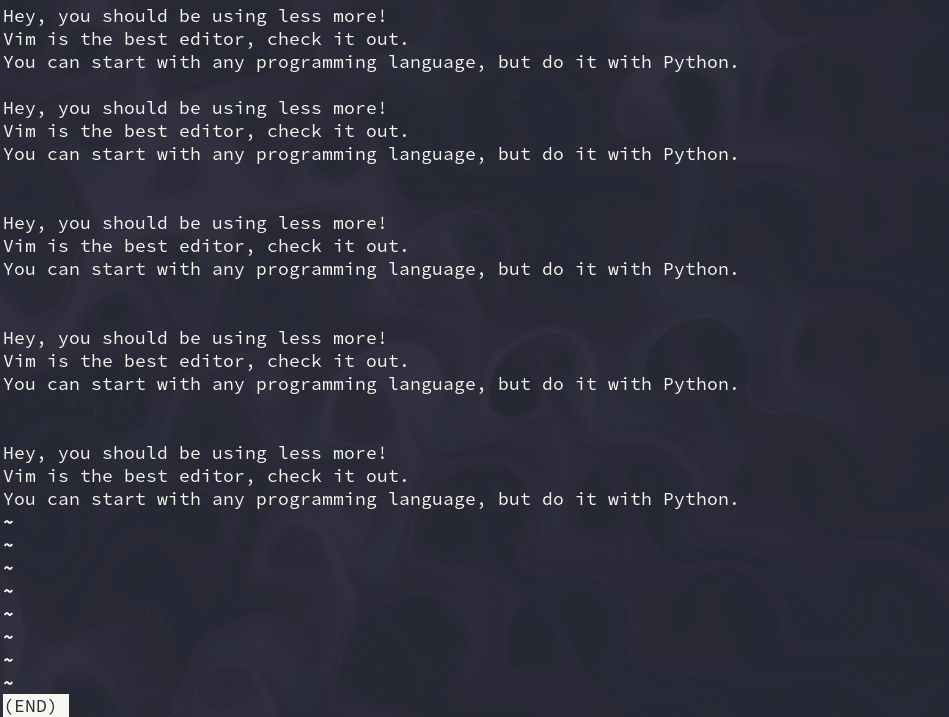 Hey, you should be using less more!
Vim is the best editor, check it out.
You can start with any programming language, but do it with Python.

Hey, you should be using less more!
Vim is the best editor, check it out.
You can start with any programming language, but do it with Python.


Hey, you should be using less more!
Vim is the best editor, check it out.
You can start with any programming language, but do it with Python.


Hey, you should be using less more!
Vim is the best editor, check it out.
You can start with any programming language, but do it with Python.


Hey, you should be using less more!
Vim is the best editor, check it out.
You can start with any programming language, but do it with Python.
~
~
~
~
~
~
~
~
(END)